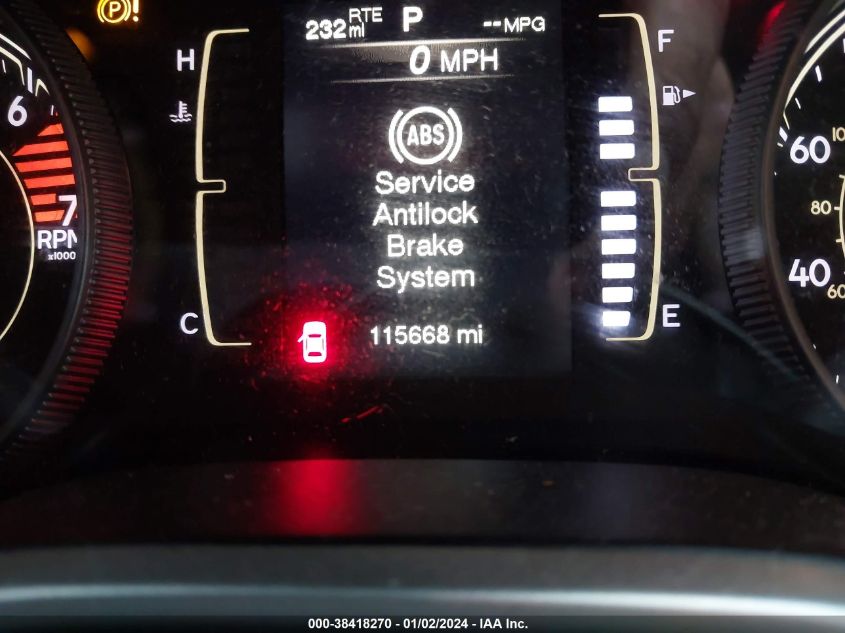 P !
232 RTE mi P --MPG
0 MPH
H
F
6
7
RPM
x1000
ABS
Service
Antilock
Brake
System
60
80
40
60
C
E
115668 mi
000-38418270 - 01/02/2024 - IAA Inc.